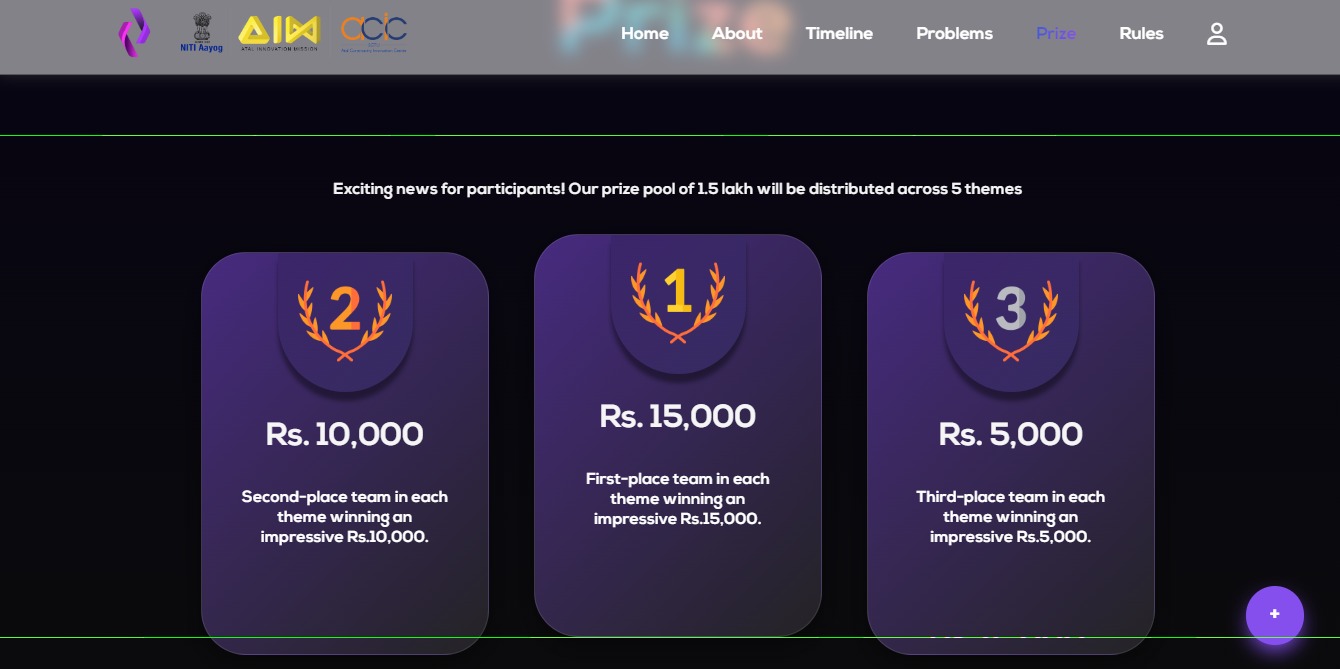 NITI Aayog
AIM
ATAL INNOVATION MISSION
acic
Prize
Home
About
Timeline
Problems
Prize
Rules
Exciting news for participants! Our prize pool of 1.5 lakh will be distributed across 5 themes
2
Rs. 10,000
Second-place team in each
theme winning an
impressive Rs.10,000.
1
Rs. 15,000
First-place team in each
theme winning an
impressive Rs.15,000.
3
Rs. 5,000
Third-place team in each
theme winning an
impressive Rs.5,000.
+